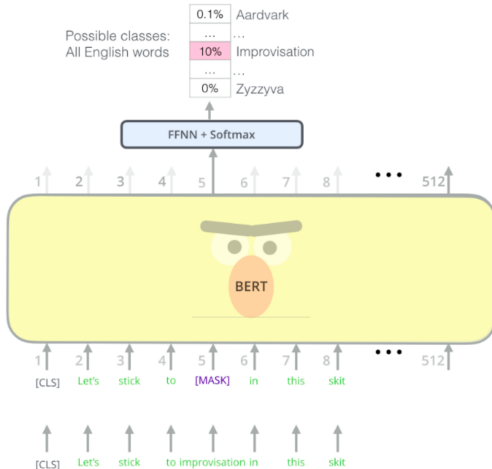 0.1% Aardvark
Possible classes: ... ...
All English words 10% Improvisation
... ...
0% Zyzzyva
FFNN + Softmax
1 2 3 4 5 6 7 8 ••• 512
BERT
1 2 3 4 5 6 7 8 ••• 512
[CLS] Let's stick to [MASK] in this skit
[CLS] Let's stick to improvisation in this skit